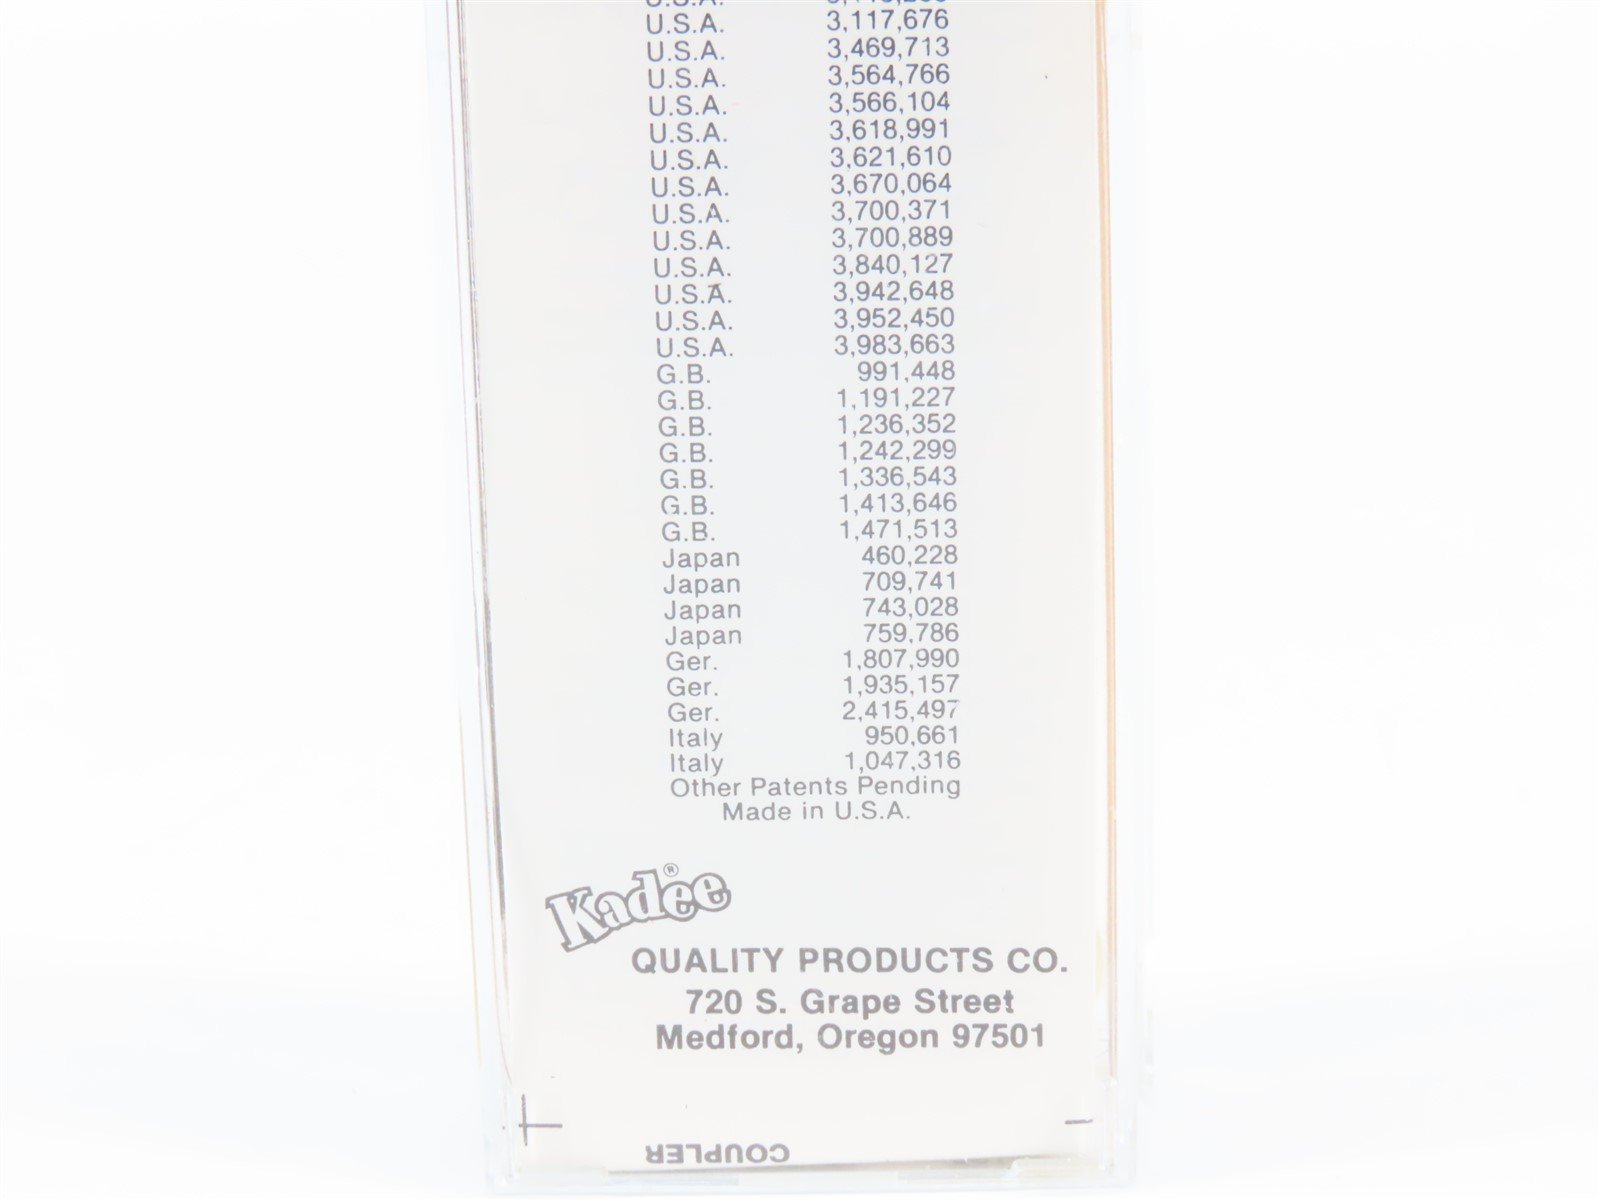 U.S.A. 3,117,676
U.S.A. 3,469,713
U.S.A. 3,564,766
U.S.A. 3,566,104
U.S.A. 3,618,991
U.S.A. 3,621,610
U.S.A. 3,670,064
U.S.A. 3,700,371
U.S.A. 3,700,889
U.S.A. 3,840,127
U.S.A. 3,942,648
U.S.A. 3,952,450
U.S.A. 3,983,663
G.B. 991,448
G.B. 1,191,227
G.B. 1,236,352
G.B. 1,242,299
G.B. 1,336,543
G.B. 1,413,646
G.B. 1,471,513
Japan 460,228
Japan 709,741
Japan 743,028
Japan 759,786
Ger. 1,807,990
Ger. 1,935,157
Ger. 2,415,497
Italy 950,661
Italy 1,047,316
Other Patents Pending
Made in U.S.A.
Kadee®
QUALITY PRODUCTS CO.
720 S. Grape Street
Medford, Oregon 97501
COUPLER